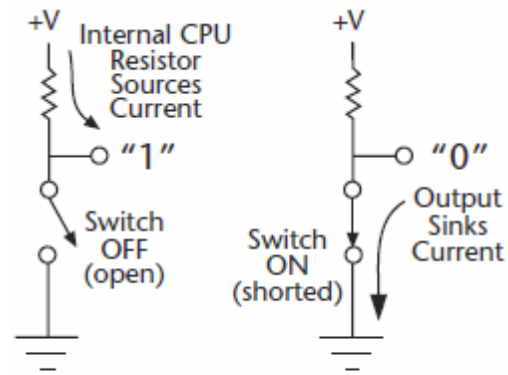 +V
Internal CPU
Resistor
Sources
Current
“1”
Switch
OFF
(open)
+V
“0”
Output
Sinks
Current
Switch
ON
(shorted)